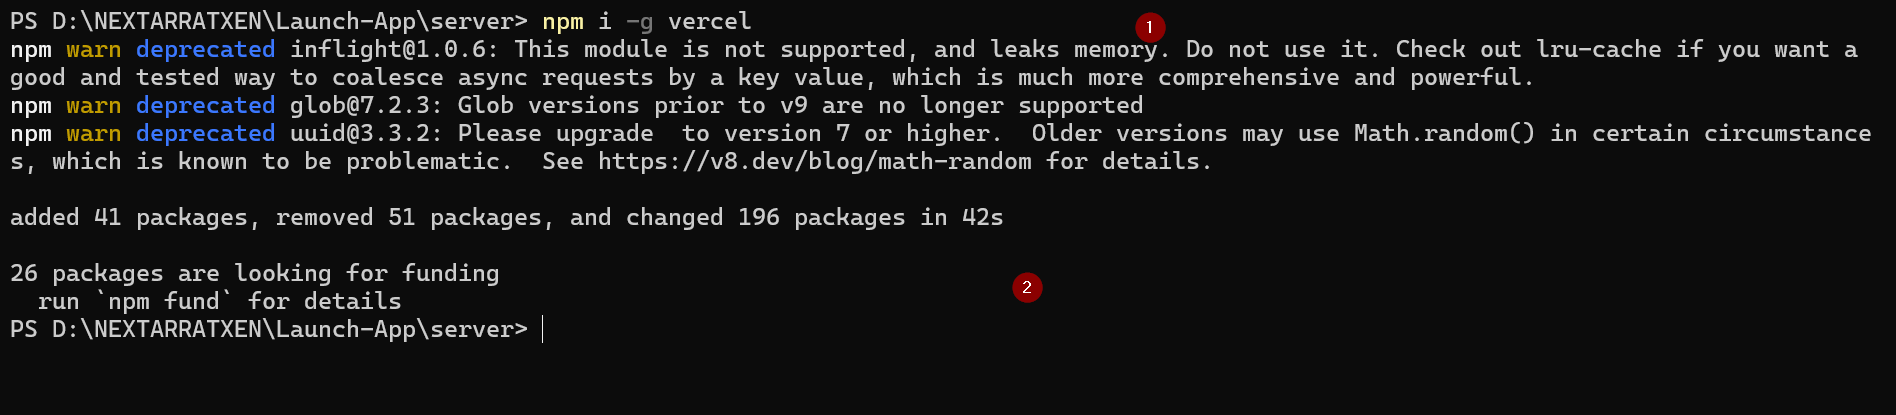 PS D:\NEXTARRATXEN\Launch-App\server> npm i -g vercel
1
npm warn deprecated inflight@1.0.6: This module is not supported, and leaks memory. Do not use it. Check out lru-cache if you want a
good and tested way to coalesce async requests by a key value, which is much more comprehensive and powerful.
npm warn deprecated glob@7.2.3: Glob versions prior to v9 are no longer supported
npm warn deprecated uuid@3.3.2: Please upgrade  to version 7 or higher.  Older versions may use Math.random() in certain circumstance
s, which is known to be problematic.  See https://v8.dev/blog/math-random for details.
added 41 packages, removed 51 packages, and changed 196 packages in 42s
26 packages are looking for funding
2
  run `npm fund` for details
PS D:\NEXTARRATXEN\Launch-App\server>